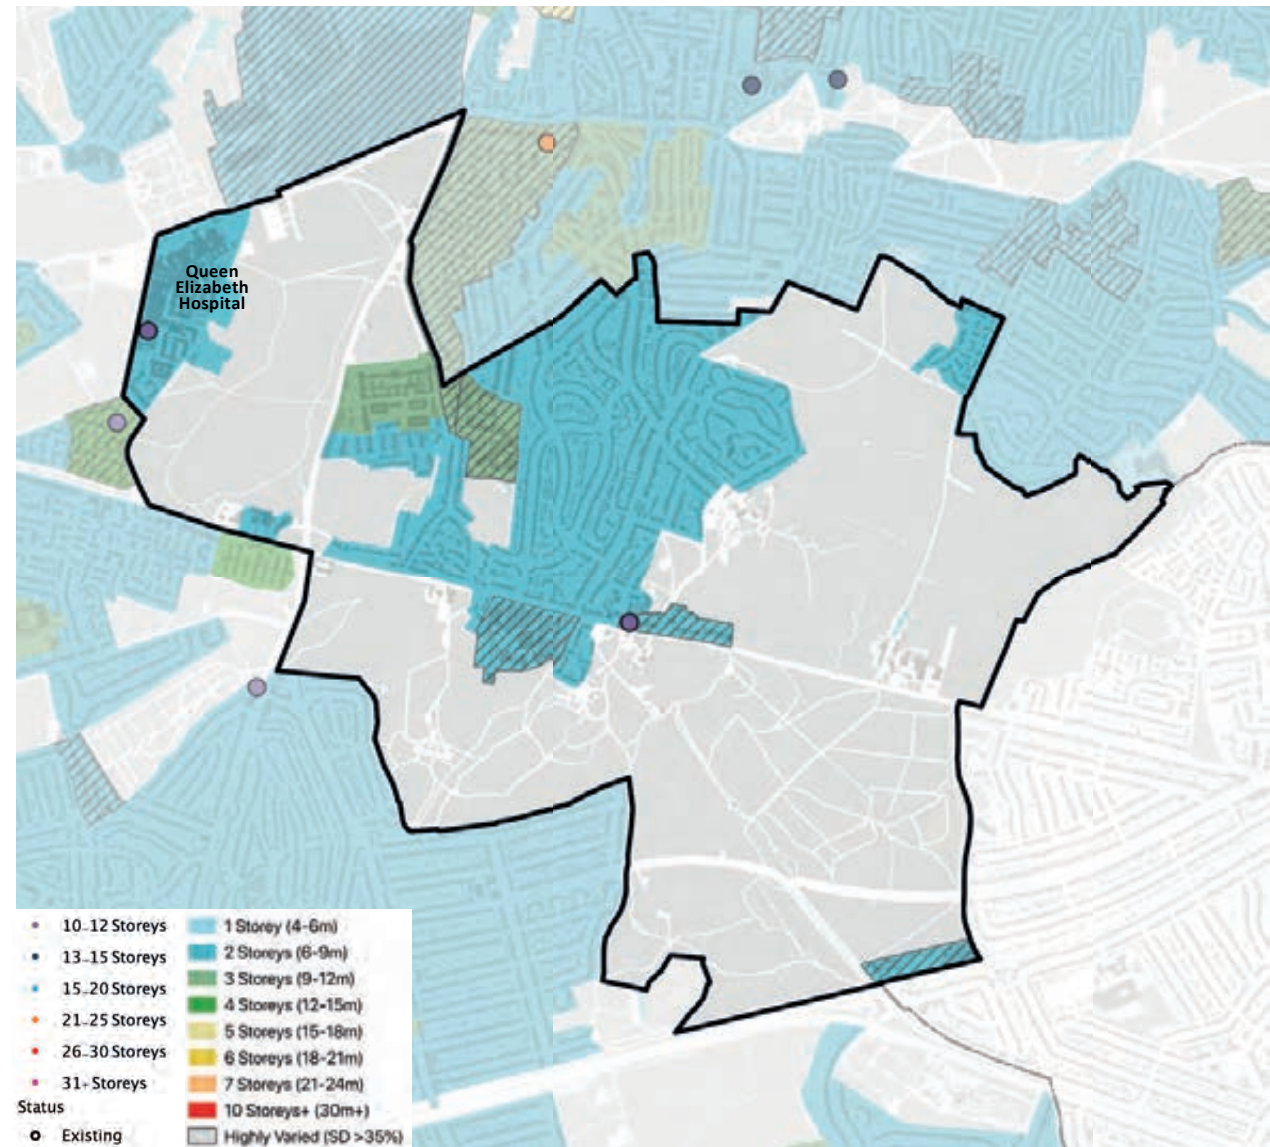 Queen
Elizabeth
Hospital
10-12 Storeys
13-15 Storeys
15-20 Storeys
21-25 Storeys
26-30 Storeys
31+ Storeys
Status
Existing
1 Storey (4-6m)
2 Storeys (6-9m)
3 Storeys (9-12m)
4 Storeys (12-15m)
5 Storeys (15-18m)
6 Storeys (18-21m)
7 Storeys (21-24m)
10 Storeys+ (30m+)
Highly Varied (SD >35%)